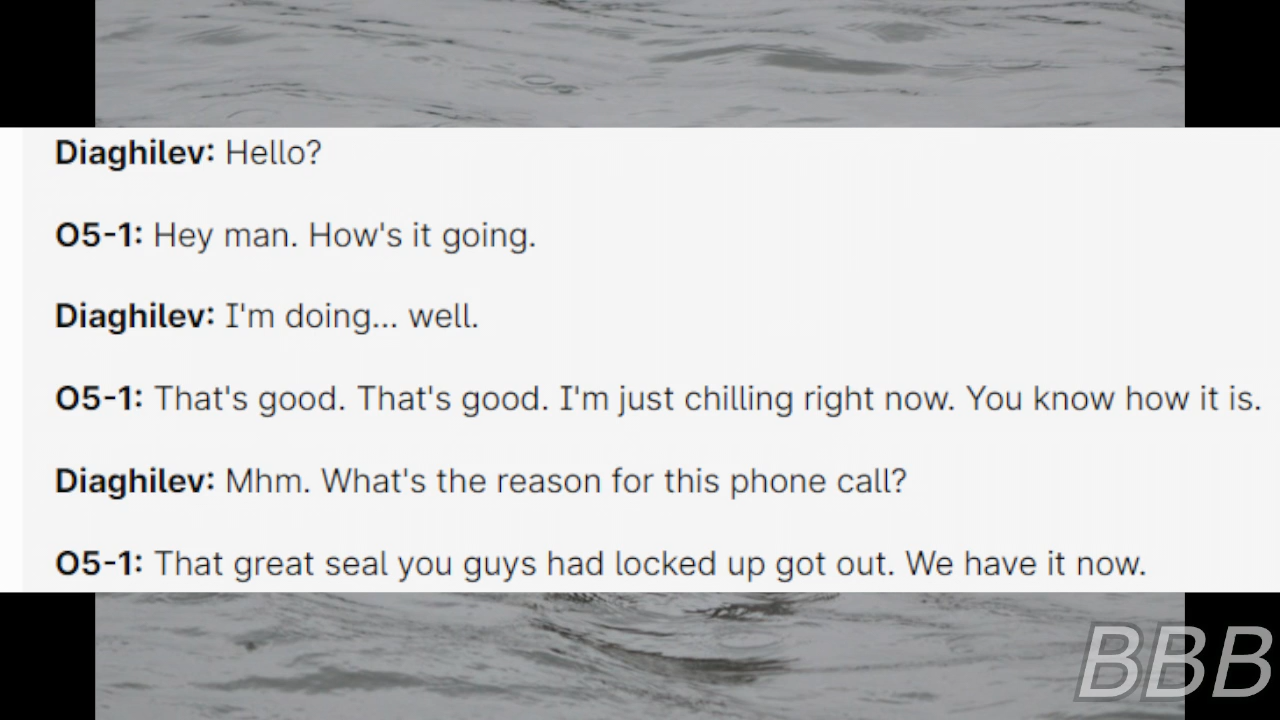 Diaghilev: Hello?
O5-1: Hey man. How's it going.
Diaghilev: I'm doing... well.
O5-1: That's good. That's good. I'm just chilling right now. You know how it is.
Diaghilev: Mhm. What's the reason for this phone call?
O5-1: That great seal you guys had locked up got out. We have it now.
BBB